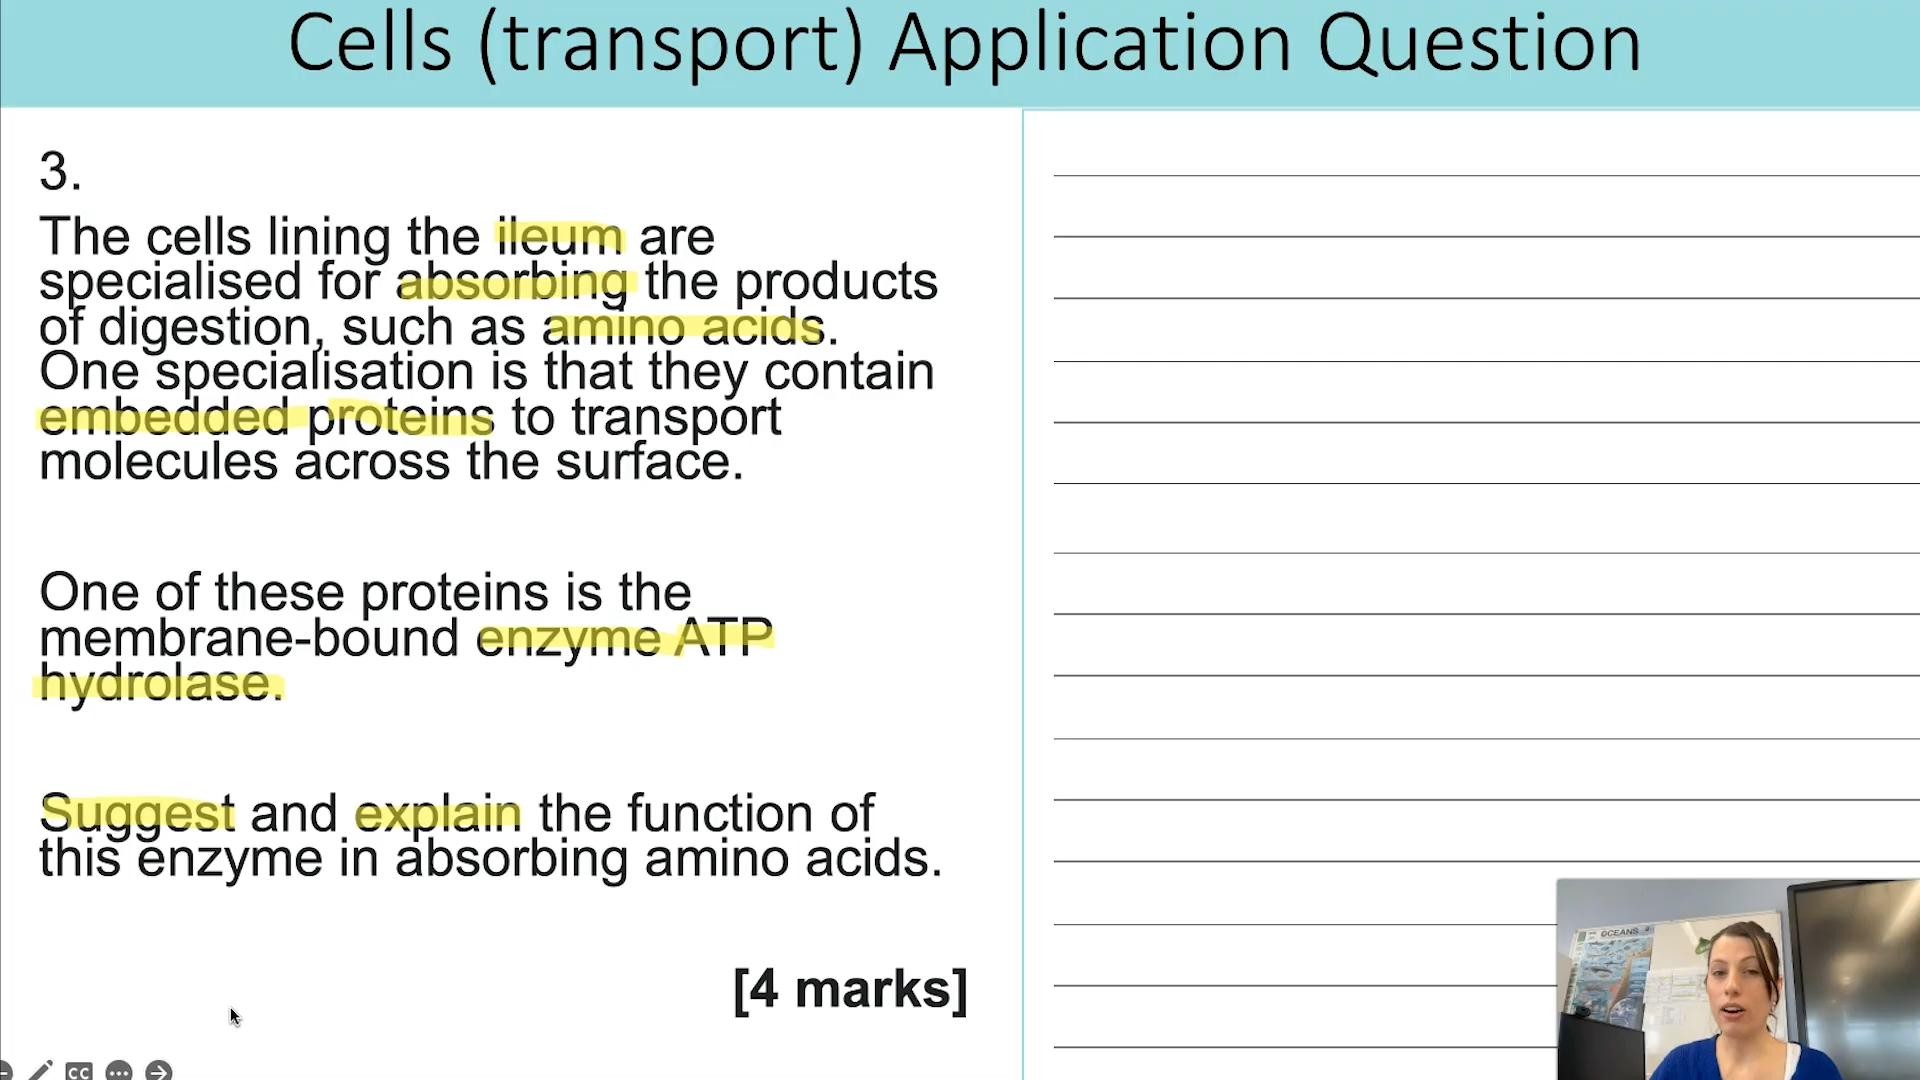 Cells (transport) Application Question
3.
The cells lining the ileum are
specialised for absorbing the products
of digestion, such as amino acids.
One specialisation is that they contain
embedded proteins to transport
molecules across the surface.
One of these proteins is the
membrane-bound enzyme ATP
hydrolase.
Suggest and explain the function of
this enzyme in absorbing amino acids.
[4 marks]
OCEANS
CC